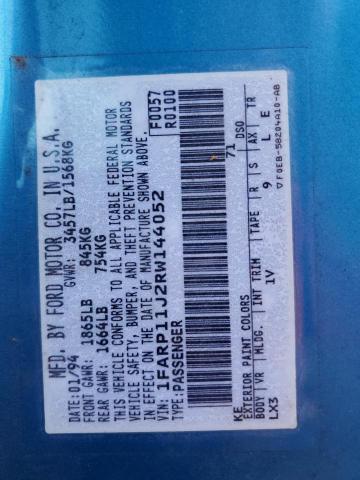 MFD. BY FORD MOTOR CO. IN U.S.A.
DATE: 01/94 GVWR: 3457LB/1568KG
FRONT GAWR: 1865LB 845KG
REAR GAWR: 1664LB 754KG
THIS VEHICLE CONFORMS TO ALL APPLICABLE FEDERAL MOTOR
VEHICLE SAFETY, BUMPER, AND THEFT PREVENTION STANDARDS
IN EFFECT ON THE DATE OF MANUFACTURE SHOWN ABOVE.
1FARP11J2RW144052
PASSENGER
F0057
R0100
71
KE DSO
EXTERIOR PAINT COLORS
BODY VR MLDG. INT TRIM TAPE R S AX TR
LX3 1V 9 L E
▽ F0EB-5820410-AB